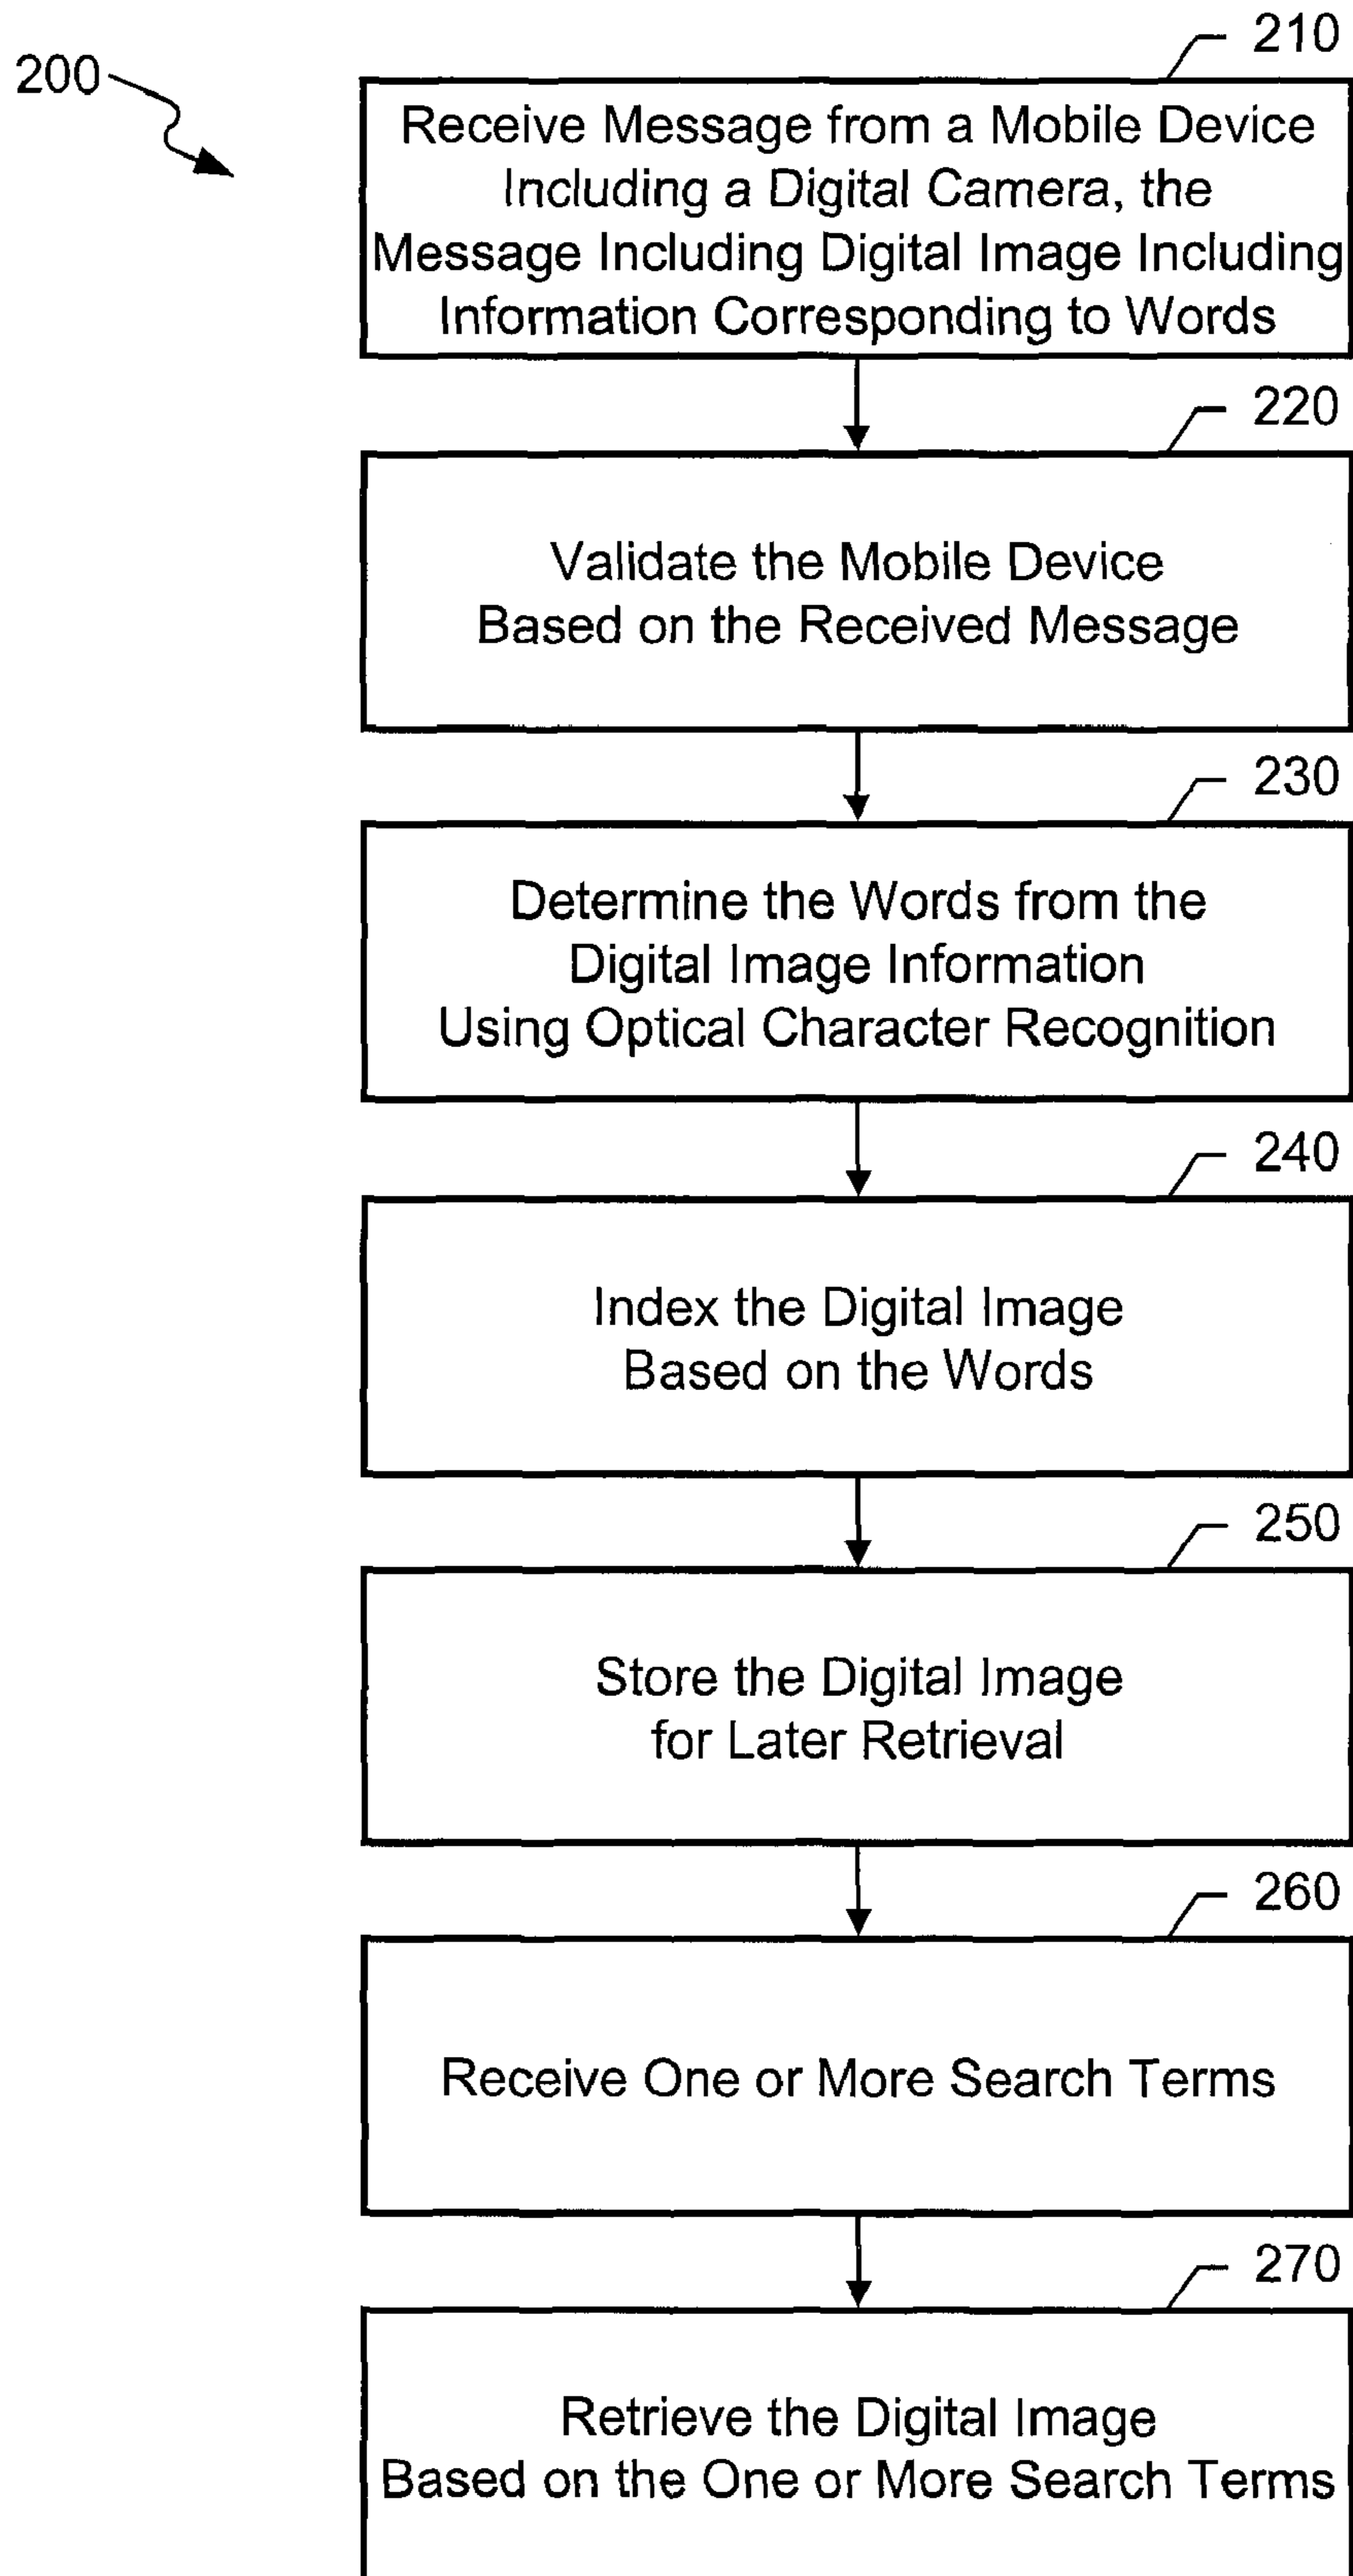 200
210
Receive Message from a Mobile Device
Including a Digital Camera, the
Message Including Digital Image Including
Information Corresponding to Words
220
Validate the Mobile Device
Based on the Received Message
230
Determine the Words from the
Digital Image Information
Using Optical Character Recognition
240
Index the Digital Image
Based on the Words
250
Store the Digital Image
for Later Retrieval
260
Receive One or More Search Terms
270
Retrieve the Digital Image
Based on the One or More Search Terms